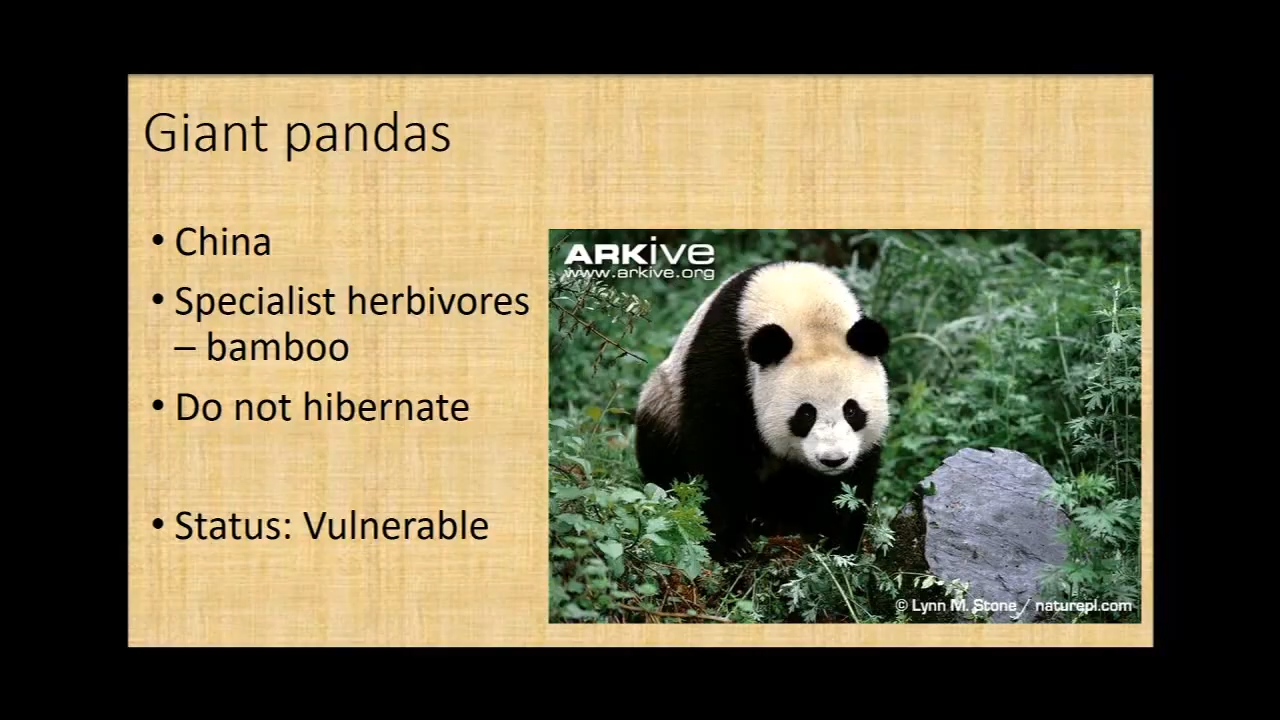 Giant pandas
• China
• Specialist herbivores
– bamboo
• Do not hibernate
• Status: Vulnerable
ARKive
www.arkive.org
© Lynn M. Stone / naturepl.com